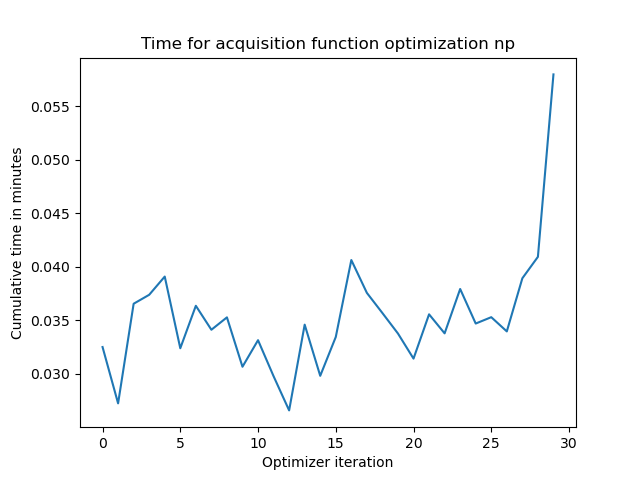 Time for acquisition function optimization np
Cumulative time in minutes
0.055
0.050
0.045
0.040
0.035
0.030
0 5 10 15 20 25 30
Optimizer iteration